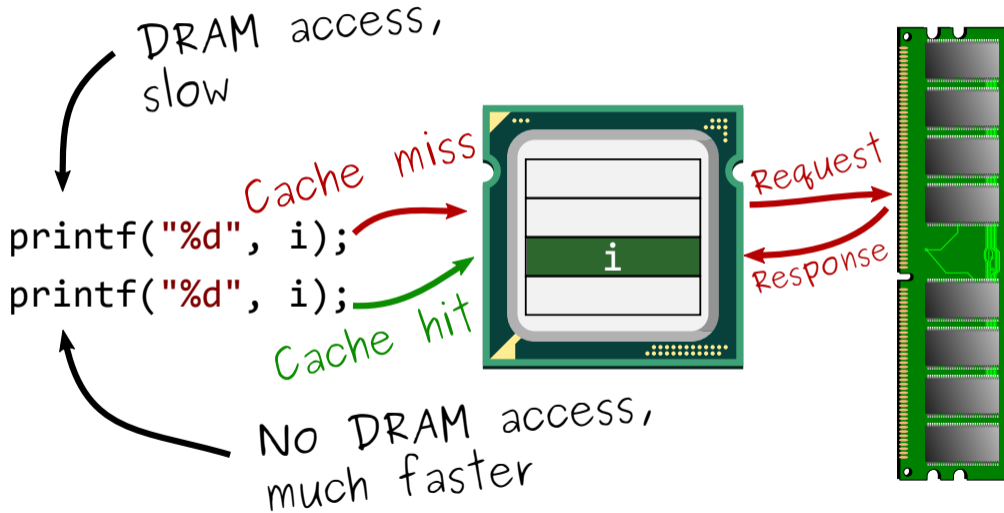 DRAM access,
slow
Cache miss
printf("%d", i);
printf("%d", i);
Cache hit
No DRAM access,
much faster
i
Request
Response